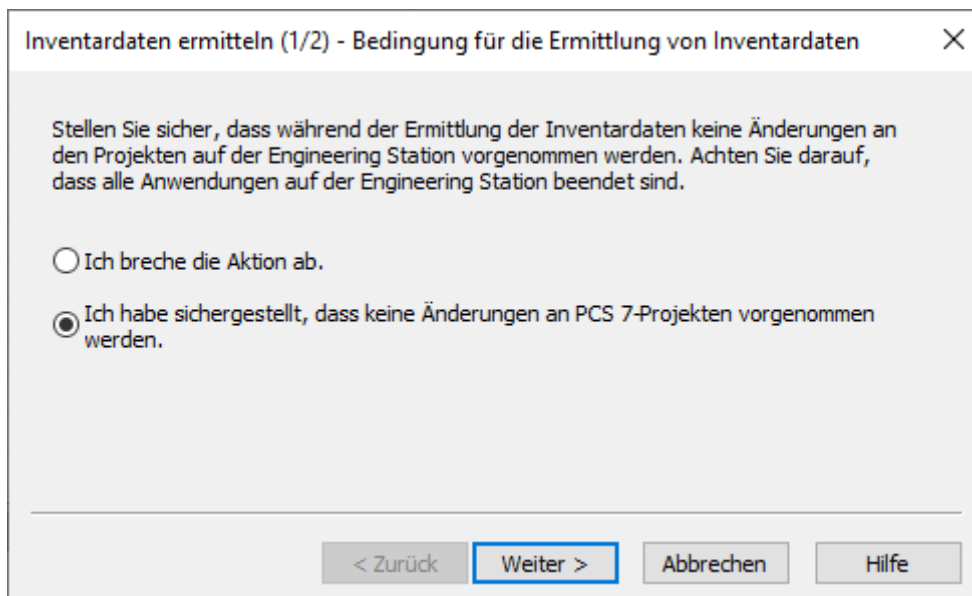 Inventardaten ermitteln (1/2) - Bedingung für die Ermittlung von Inventardaten
Stellen Sie sicher, dass während der Ermittlung der Inventardaten keine Änderungen an
den Projekten auf der Engineering Station vorgenommen werden. Achten Sie darauf,
dass alle Anwendungen auf der Engineering Station beendet sind.
Ich breche die Aktion ab.
Ich habe sichergestellt, dass keine Änderungen an PCS 7-Projekten vorgenommen
werden.
< Zurück Weiter > Abbrechen Hilfe